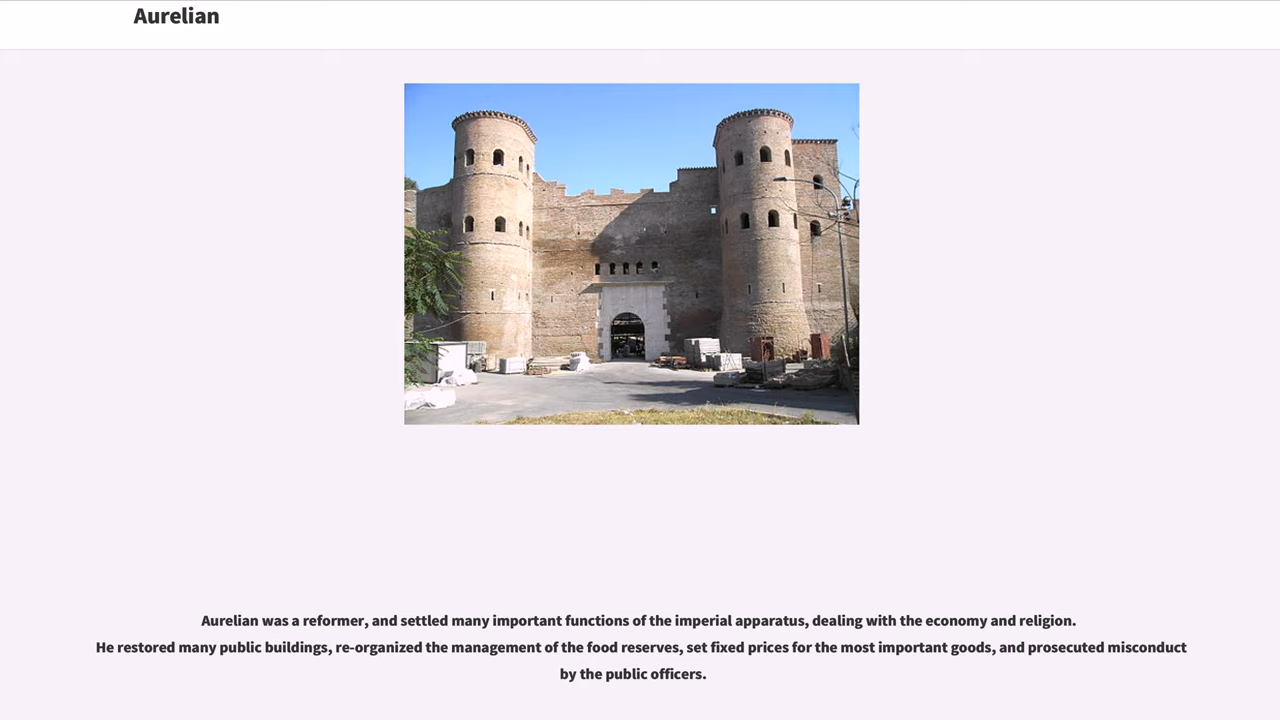 Aurelian
Aurelian was a reformer, and settled many important functions of the imperial apparatus, dealing with the economy and religion.
He restored many public buildings, re-organized the management of the food reserves, set fixed prices for the most important goods, and prosecuted misconduct
by the public officers.